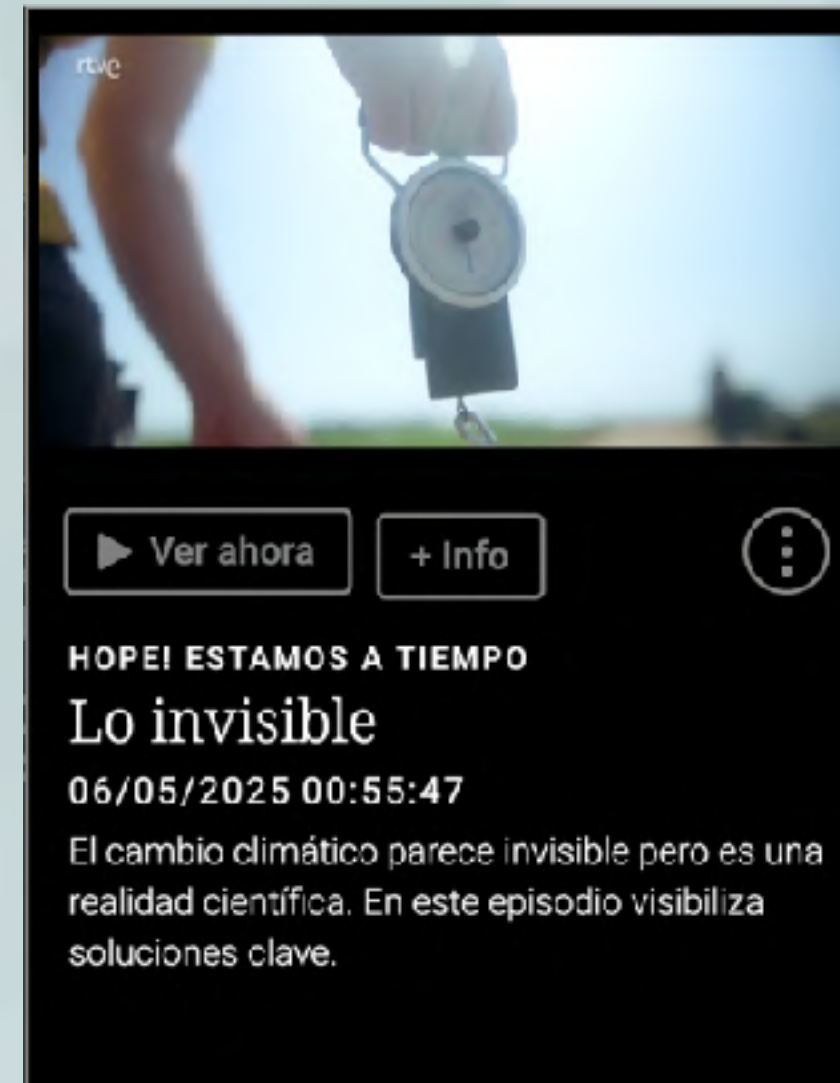 rtve
Ver ahora
+ Info
HOPE! ESTAMOS A TIEMPO
Lo invisible
06/05/2025 00:55:47
El cambio climático parece invisible pero es una
realidad científica. En este episodio visibiliza
soluciones clave.